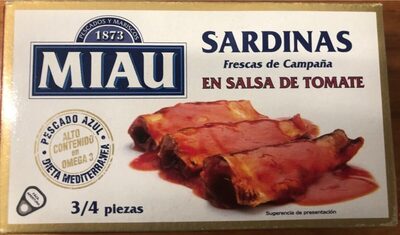 PESCADOS Y MARISCOS
1873
MIAU
SARDINAS
Frescas de Campaña
EN SALSA DE TOMATE
PESCADO AZUL
ALTO
CONTENIDO
en
OMEGA 3
DIETA MEDITERRÁNEA
3/4 piezas
Sugerencia de presentación